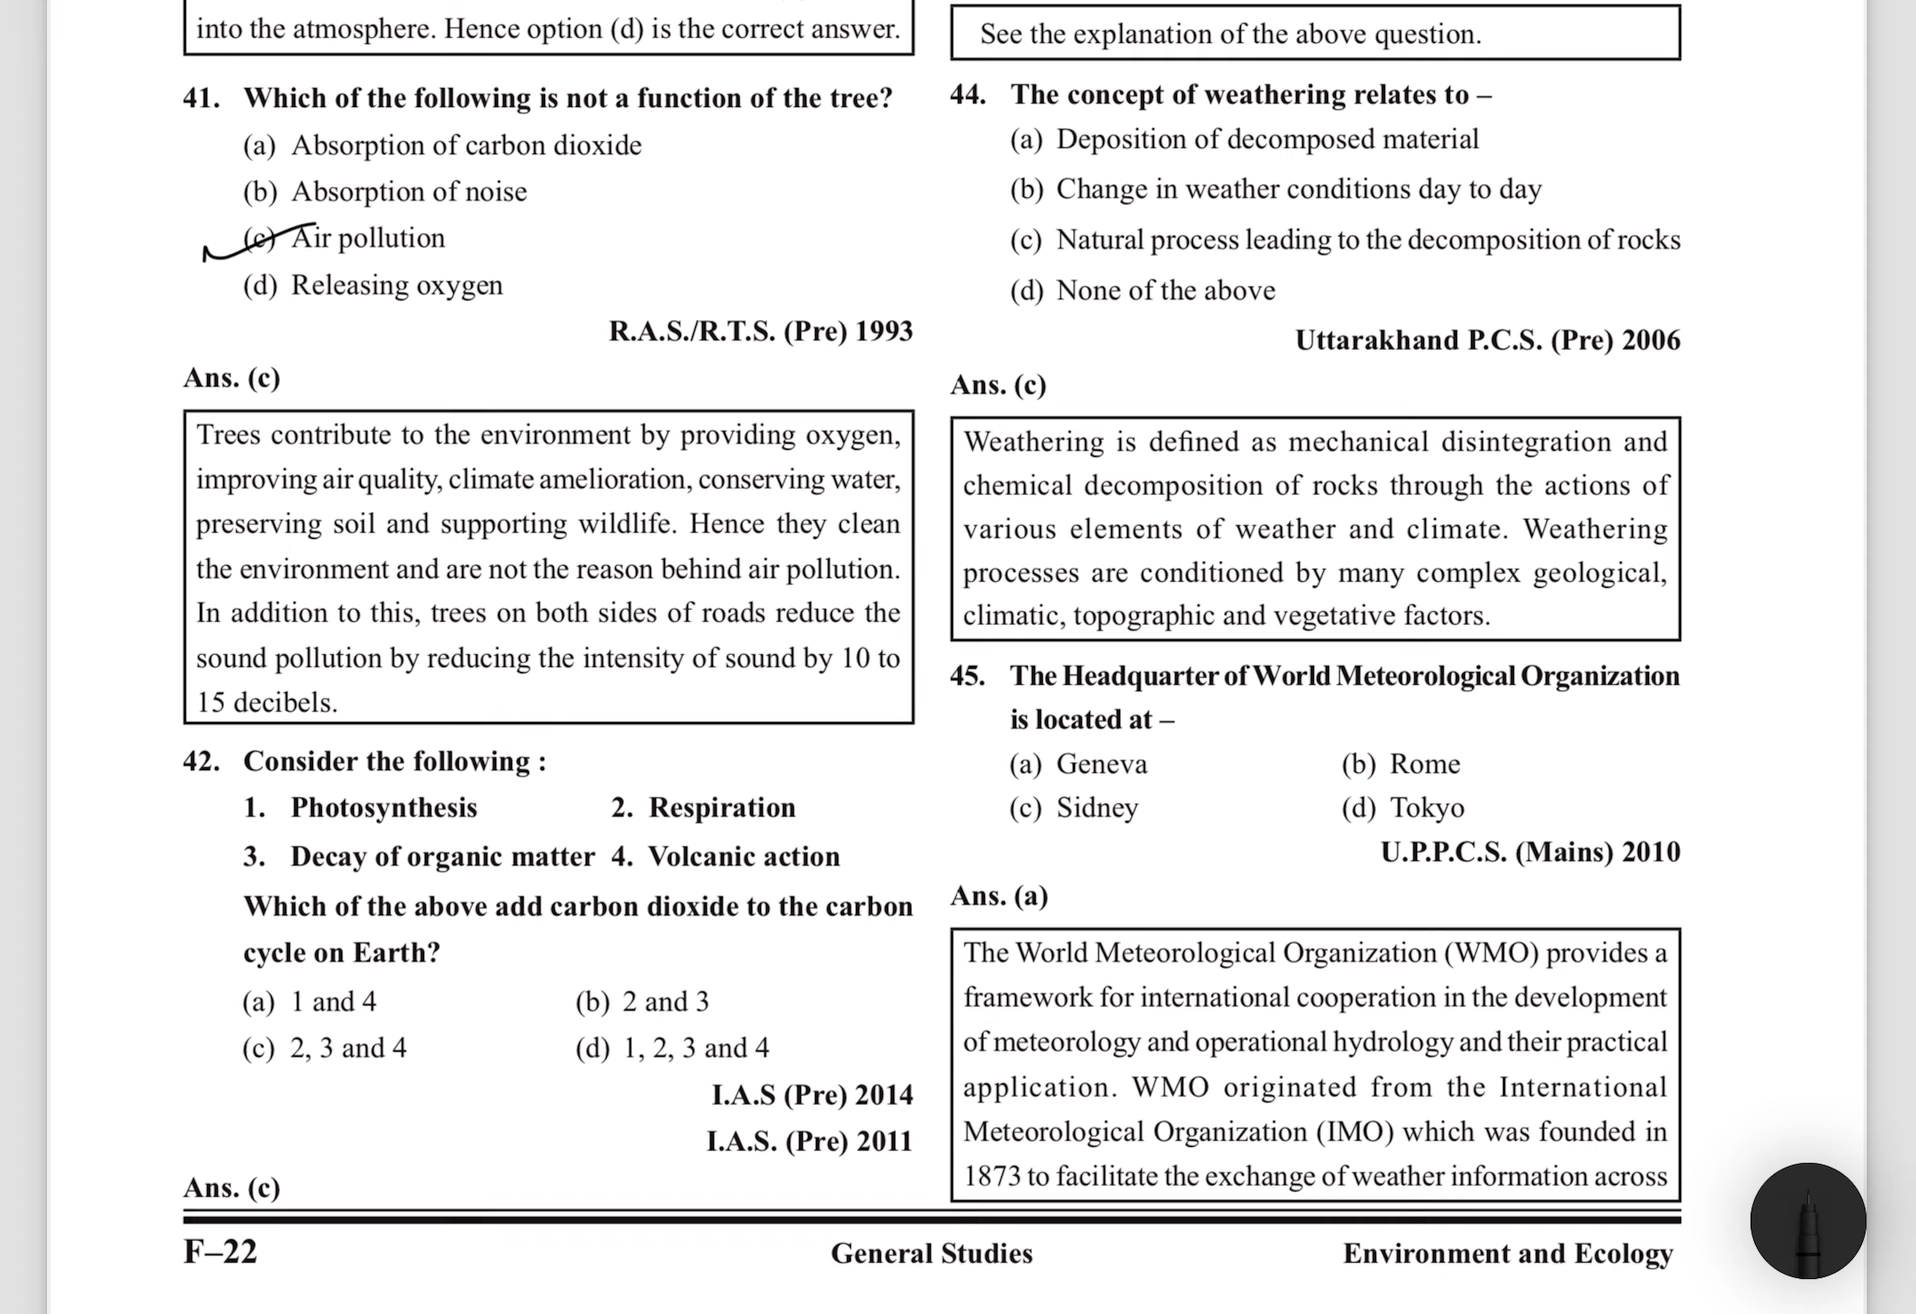 into the atmosphere. Hence option (d) is the correct answer.
41. Which of the following is not a function of the tree?
(a) Absorption of carbon dioxide
(b) Absorption of noise
(c) Air pollution
(d) Releasing oxygen
R.A.S./R.T.S. (Pre) 1993
Ans. (c)
Trees contribute to the environment by providing oxygen,
improving air quality, climate amelioration, conserving water,
preserving soil and supporting wildlife. Hence they clean
the environment and are not the reason behind air pollution.
In addition to this, trees on both sides of roads reduce the
sound pollution by reducing the intensity of sound by 10 to
15 decibels.
42. Consider the following :
1. Photosynthesis 2. Respiration
3. Decay of organic matter 4. Volcanic action
Which of the above add carbon dioxide to the carbon
cycle on Earth?
(a) 1 and 4 (b) 2 and 3
(c) 2, 3 and 4 (d) 1, 2, 3 and 4
I.A.S (Pre) 2014
I.A.S. (Pre) 2011
Ans. (c)
See the explanation of the above question.
44. The concept of weathering relates to –
(a) Deposition of decomposed material
(b) Change in weather conditions day to day
(c) Natural process leading to the decomposition of rocks
(d) None of the above
Uttarakhand P.C.S. (Pre) 2006
Ans. (c)
Weathering is defined as mechanical disintegration and
chemical decomposition of rocks through the actions of
various elements of weather and climate. Weathering
processes are conditioned by many complex geological,
climatic, topographic and vegetative factors.
45. The Headquarter of World Meteorological Organization
is located at –
(a) Geneva (b) Rome
(c) Sidney (d) Tokyo
U.P.P.C.S. (Mains) 2010
Ans. (a)
The World Meteorological Organization (WMO) provides a
framework for international cooperation in the development
of meteorology and operational hydrology and their practical
application. WMO originated from the International
Meteorological Organization (IMO) which was founded in
1873 to facilitate the exchange of weather information across
F–22 General Studies Environment and Ecology